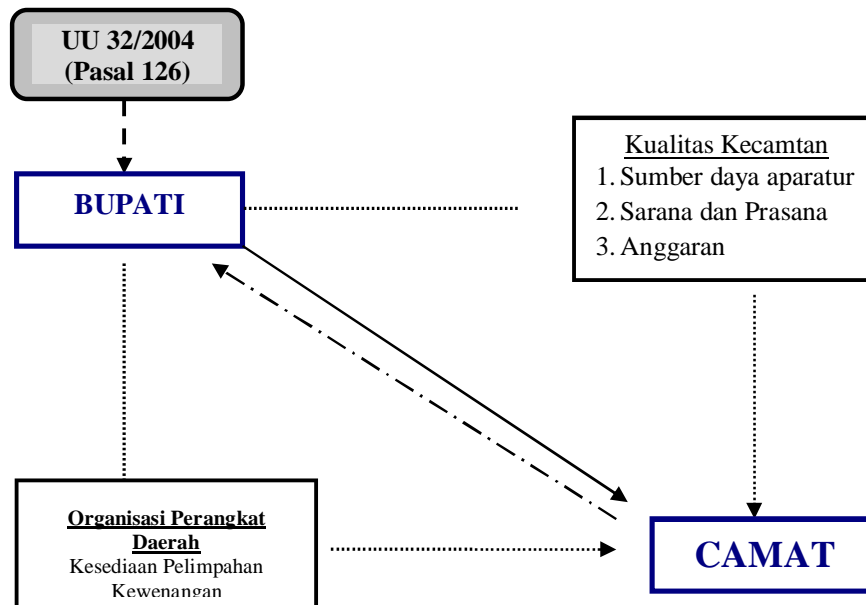 UU 32/2004
(Pasal 126)
BUPATI
Kualitas Kecamtan
1. Sumber daya aparatur
2. Sarana dan Prasana
3. Anggaran
Organisasi Perangkat
Daerah
Kesediaan Pelimpahan
Kewenangan
CAMAT